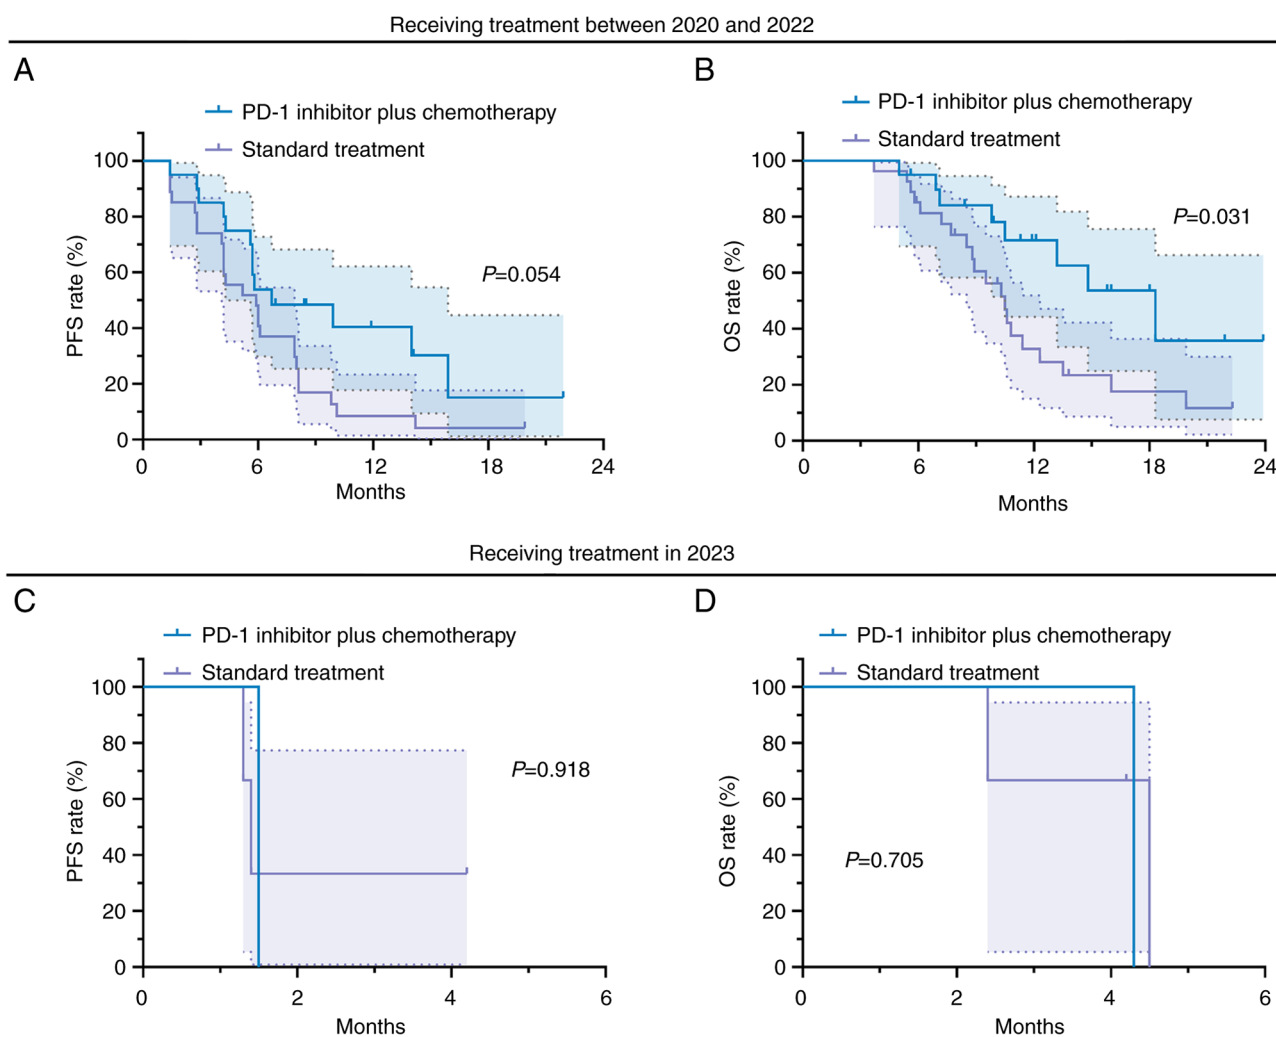 Receiving treatment between 2020 and 2022
A
PD-1 inhibitor plus chemotherapy
Standard treatment
PFS rate (%)
100
80
60
40
20
0
P=0.054
0 6 12 18 24
Months
B
PD-1 inhibitor plus chemotherapy
Standard treatment
OS rate (%)
100
80
60
40
20
0
P=0.031
0 6 12 18 24
Months
Receiving treatment in 2023
C
PD-1 inhibitor plus chemotherapy
Standard treatment
PFS rate (%)
100
80
60
40
20
0
P=0.918
0 2 4 6
Months
D
PD-1 inhibitor plus chemotherapy
Standard treatment
OS rate (%)
100
80
60
40
20
0
P=0.705
0 2 4 6
Months